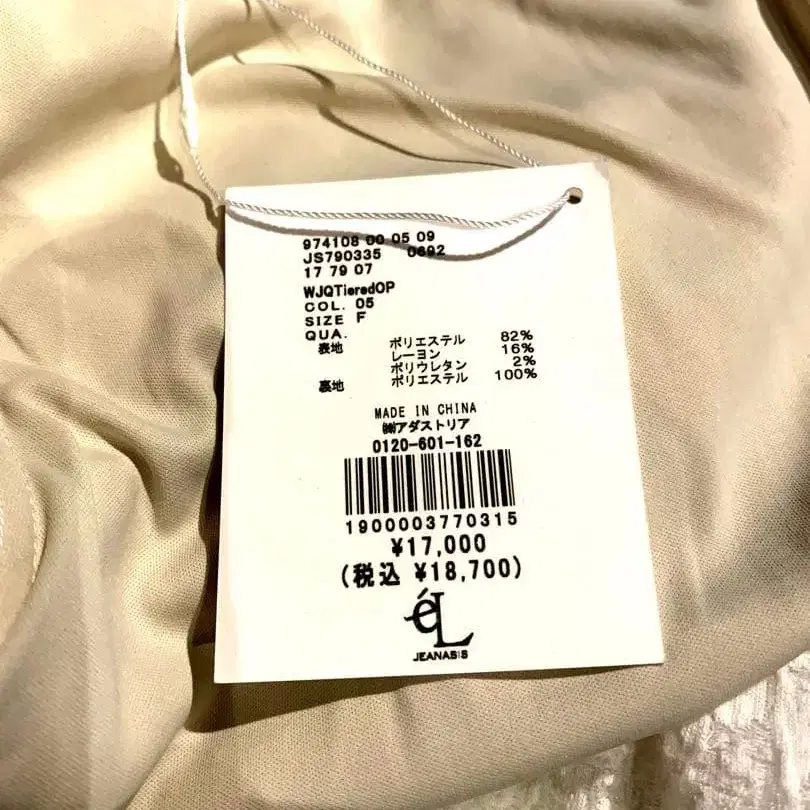 974108 00 05 09
JS790335 0692
17 79 07
WJQTieredOP
COL. 05
SIZE F
QUA.
表地 ポリエステル 82%
レーヨン 16%
ポリウレタン 2%
裏地 ポリエステル 100%
MADE IN CHINA
㈱アダストリア
0120-601-162
1900003770315
¥17,000
(税込 ¥18,700)
éL
JEANASIS